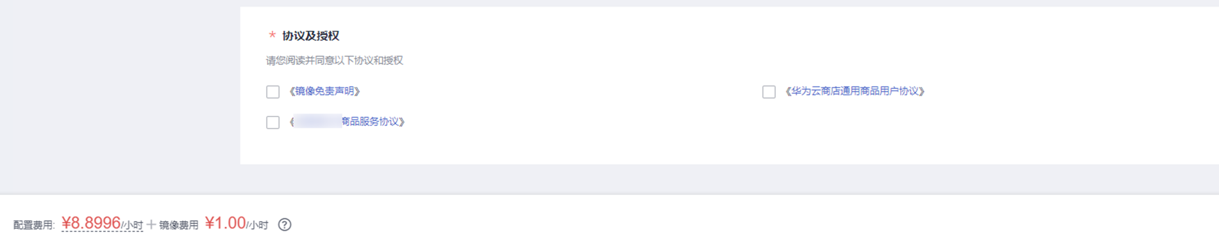 * 协议及授权
请您阅读并同意以下协议和授权
《镜像免责声明》 《华为云商店通用商品用户协议》
《商品服务协议》
配置费用: ¥8.8996/小时 + 镜像费用 ¥1.00/小时 ?